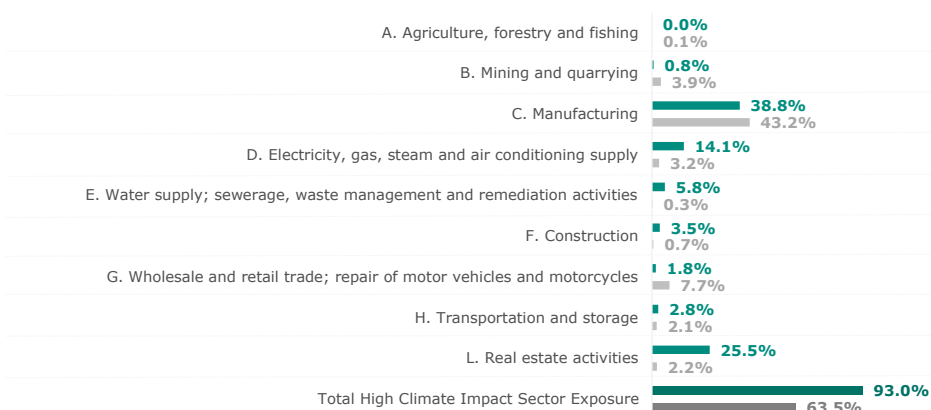 A. Agriculture, forestry and fishing
0.0%
0.1%
B. Mining and quarrying
0.8%
3.9%
C. Manufacturing
38.8%
43.2%
D. Electricity, gas, steam and air conditioning supply
14.1%
3.2%
E. Water supply; sewerage, waste management and remediation activities
5.8%
0.3%
F. Construction
3.5%
0.7%
G. Wholesale and retail trade; repair of motor vehicles and motorcycles
1.8%
7.7%
H. Transportation and storage
2.8%
2.1%
L. Real estate activities
25.5%
2.2%
Total High Climate Impact Sector Exposure
93.0%
63.5%